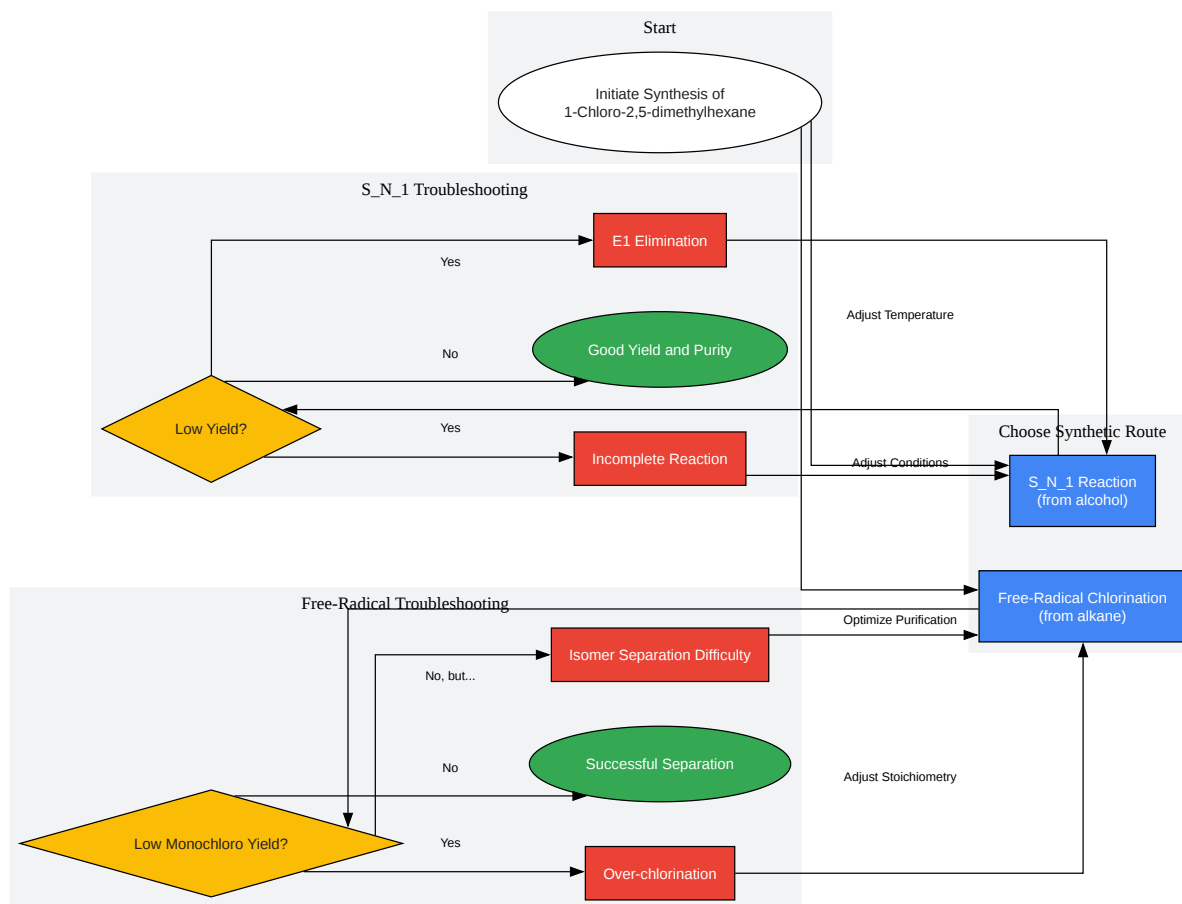 Start
Initiate Synthesis of
1-Chloro-2,5-dimethylhexane
S_N_1 Troubleshooting
E1 Elimination
Yes
Adjust Temperature
No
Good Yield and Purity
Low Yield?
Yes
Incomplete Reaction
Adjust Conditions
Choose Synthetic Route
S_N_1 Reaction
(from alcohol)
Free-Radical Chlorination
(from alkane)
Free-Radical Troubleshooting
Optimize Purification
Isomer Separation Difficulty
No, but...
No
Successful Separation
Adjust Stoichiometry
Low Monochloro Yield?
Yes
Over-chlorination